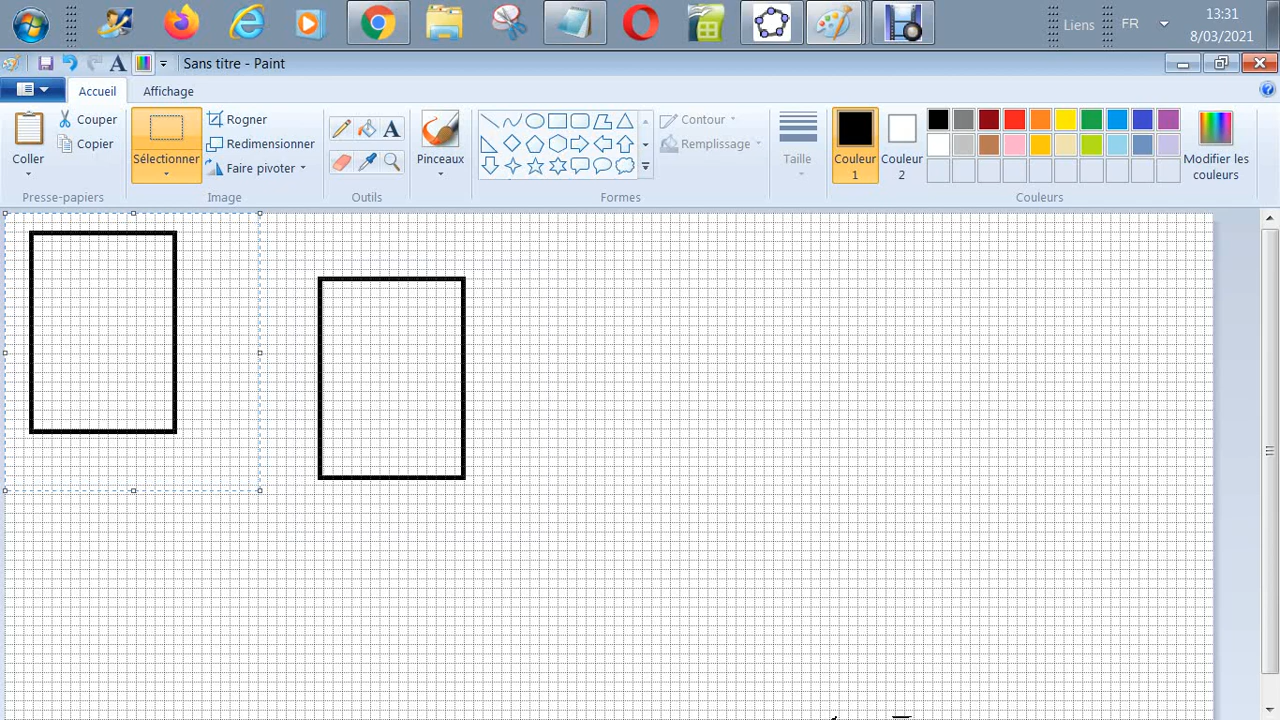 Liens
FR
13:31
8/03/2021
Sans titre - Paint
Accueil
Affichage
Coller
Couper
Copier
Presse-papiers
Sélectionner
Rogner
Redimensionner
Faire pivoter
Image
Outils
Pinceaux
Contour
Remplissage
Formes
Taille
Couleur
1
Couleur
2
Modifier les
couleurs
Couleurs